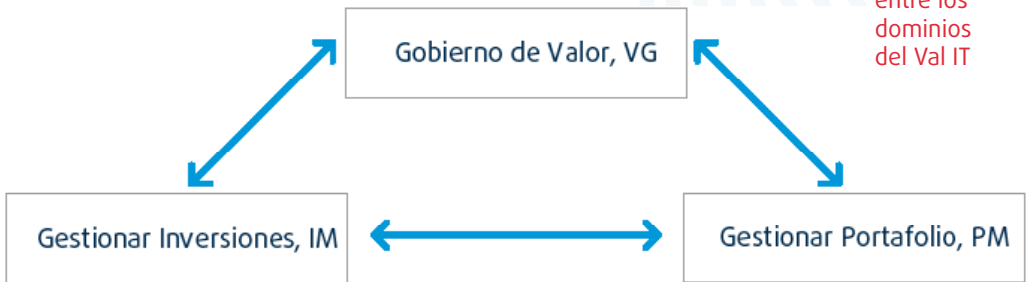 entre los
dominios
del Val IT
Gobierno de Valor, VG
Gestionar Inversiones, IM
Gestionar Portafolio, PM